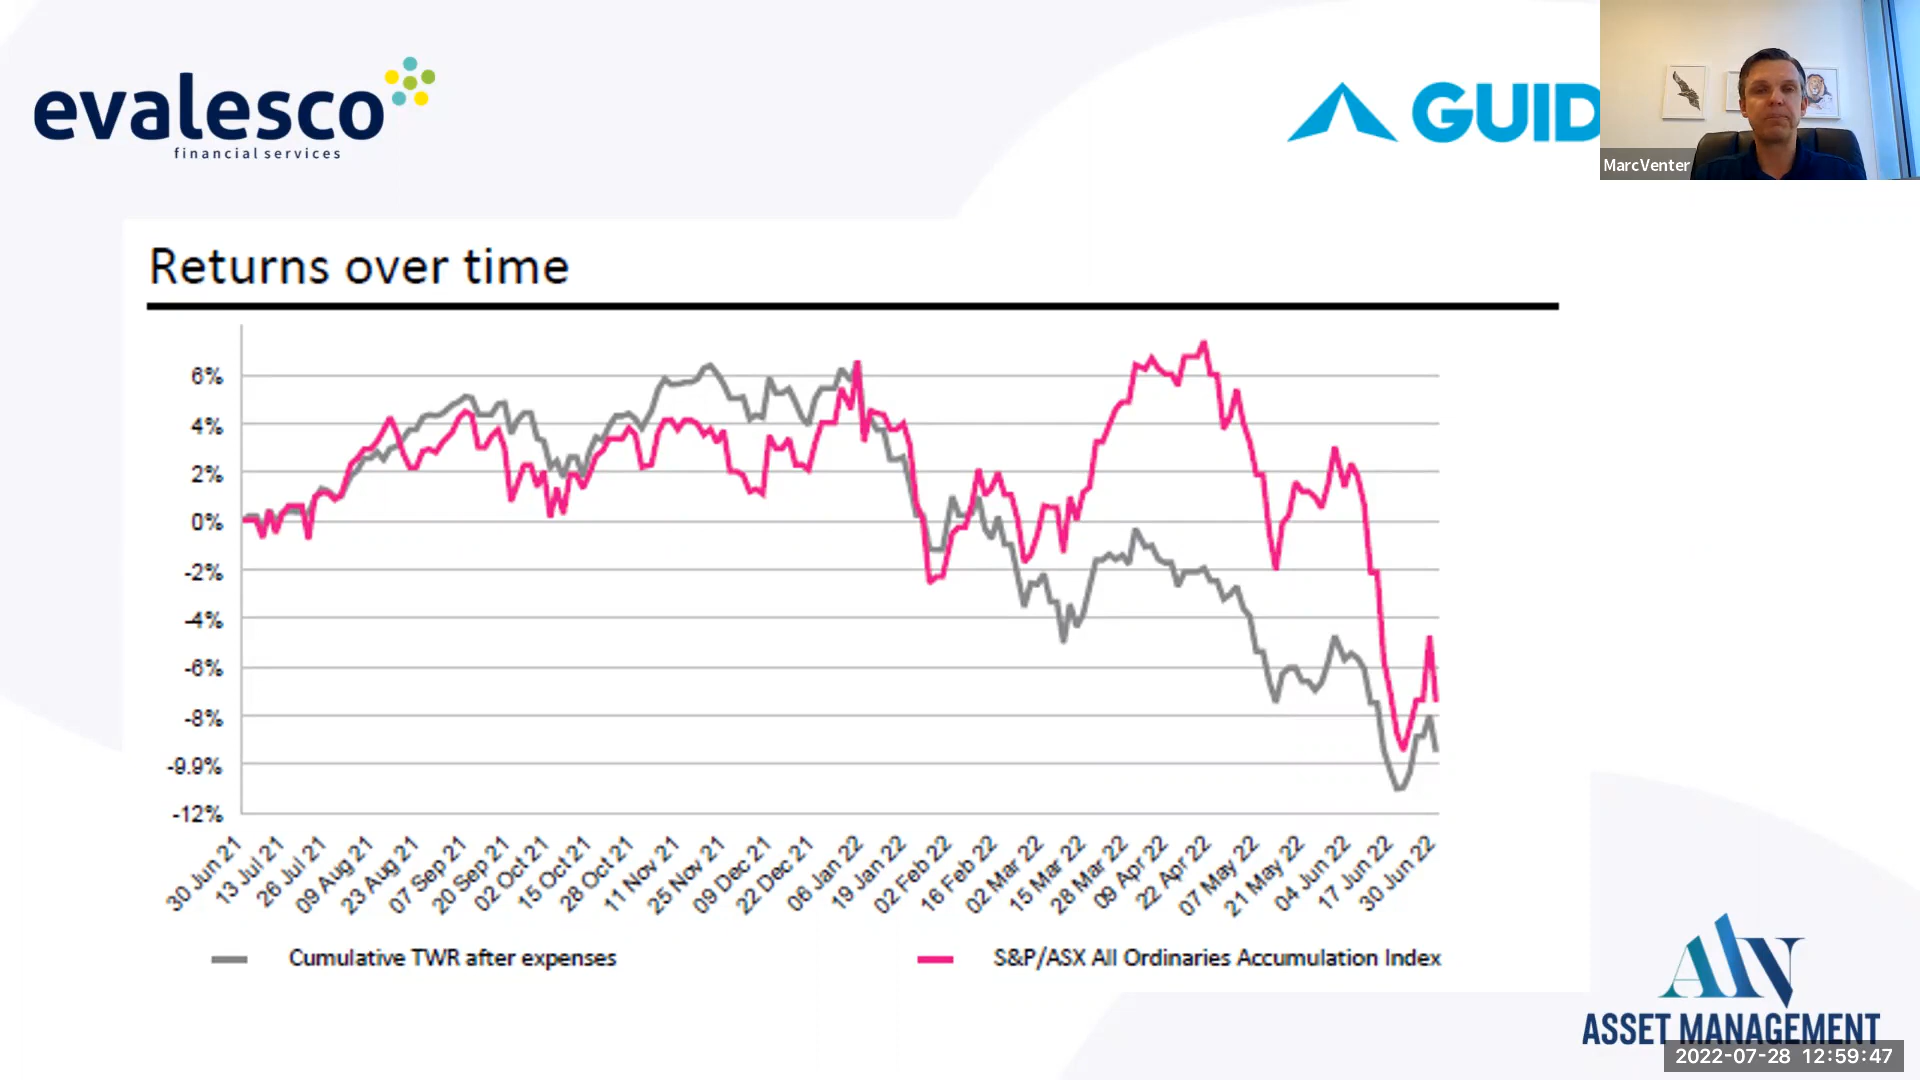 evalesco
financial services
GUID
MarcVenter
Returns over time
6%
4%
2%
0%
-2%
-4%
-6%
-8%
-9.9%
-12%
30 Jun 21
13 Jul 21
26 Jul 21
09 Aug 21
23 Aug 21
07 Sep 21
20 Sep 21
02 Oct 21
15 Oct 21
28 Oct 21
11 Nov 21
25 Nov 21
09 Dec 21
22 Dec 21
06 Jan 22
19 Jan 22
02 Feb 22
16 Feb 22
02 Mar 22
15 Mar 22
28 Mar 22
09 Apr 22
22 Apr 22
07 May 22
21 May 22
04 Jun 22
17 Jun 22
30 Jun 22
Cumulative TWR after expenses
S&P/ASX All Ordinaries Accumulation Index
ASSET MANAGEMENT
2022-07-28 12:59:47